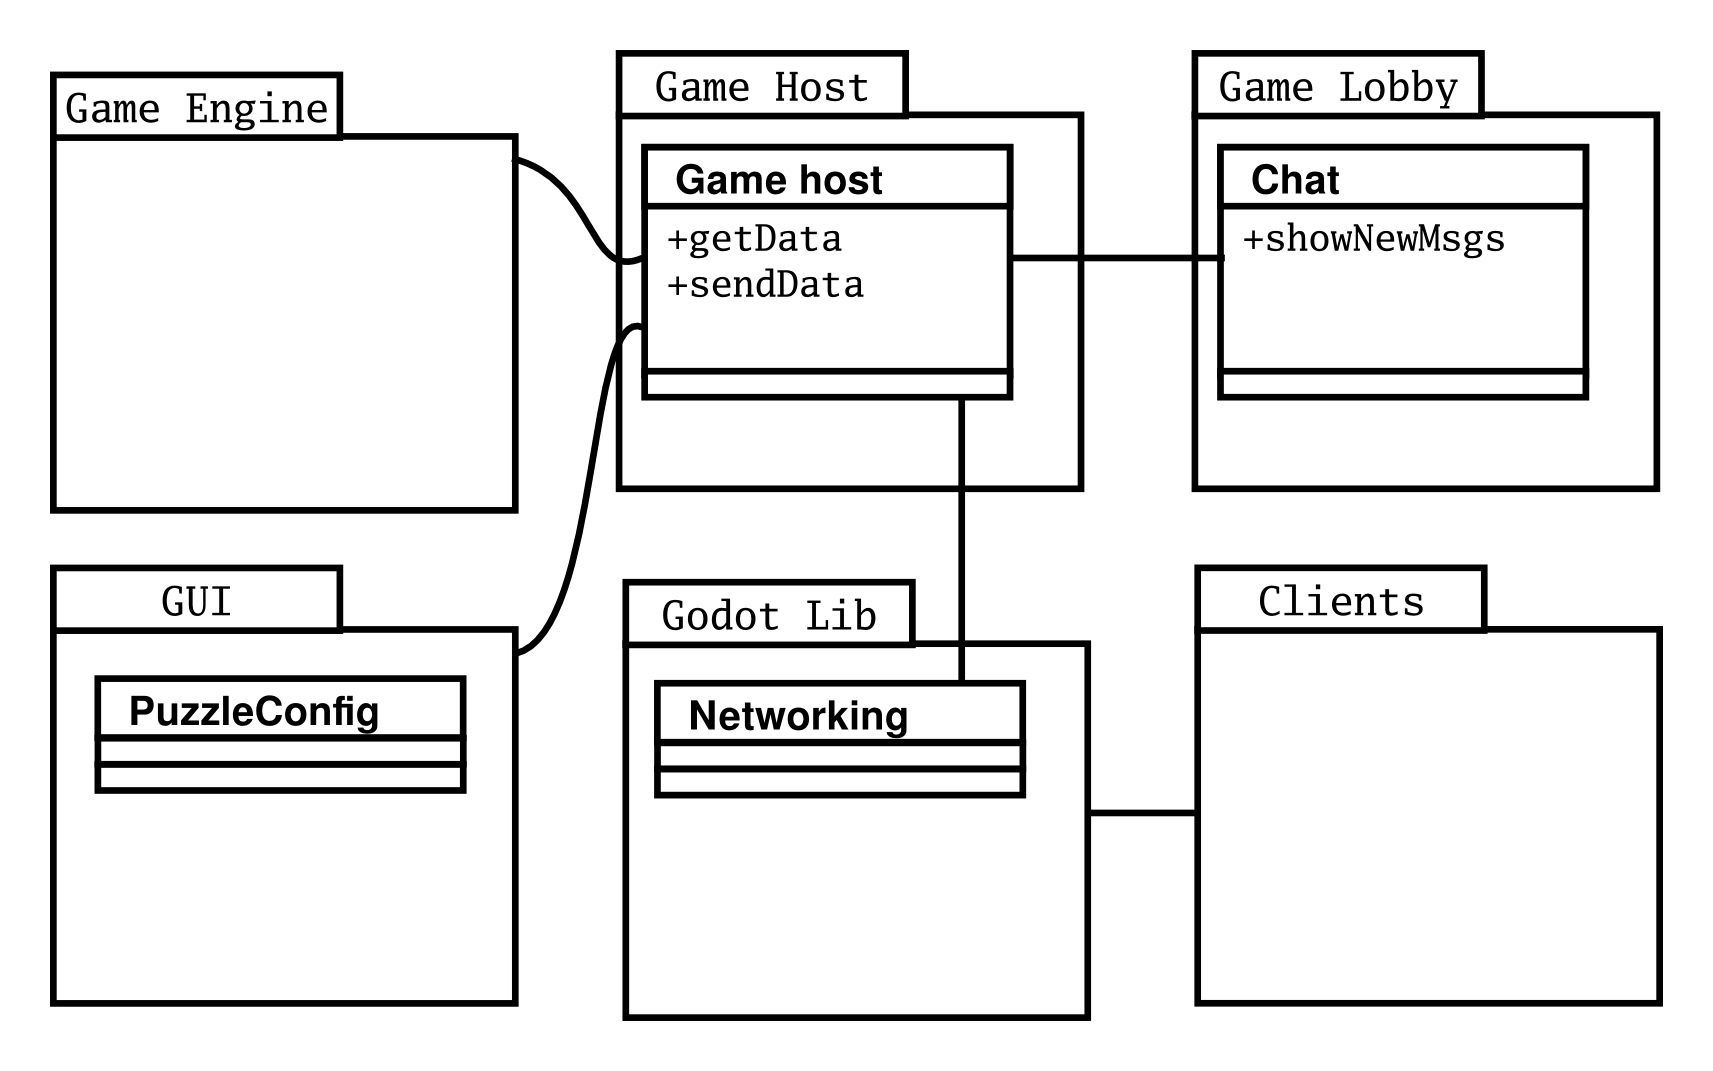 Game Engine
Game Host
Game host
+getData
+sendData
Game Lobby
Chat
+showNewMsgs
GUI
PuzzleConfig
Godot Lib
Networking
Clients